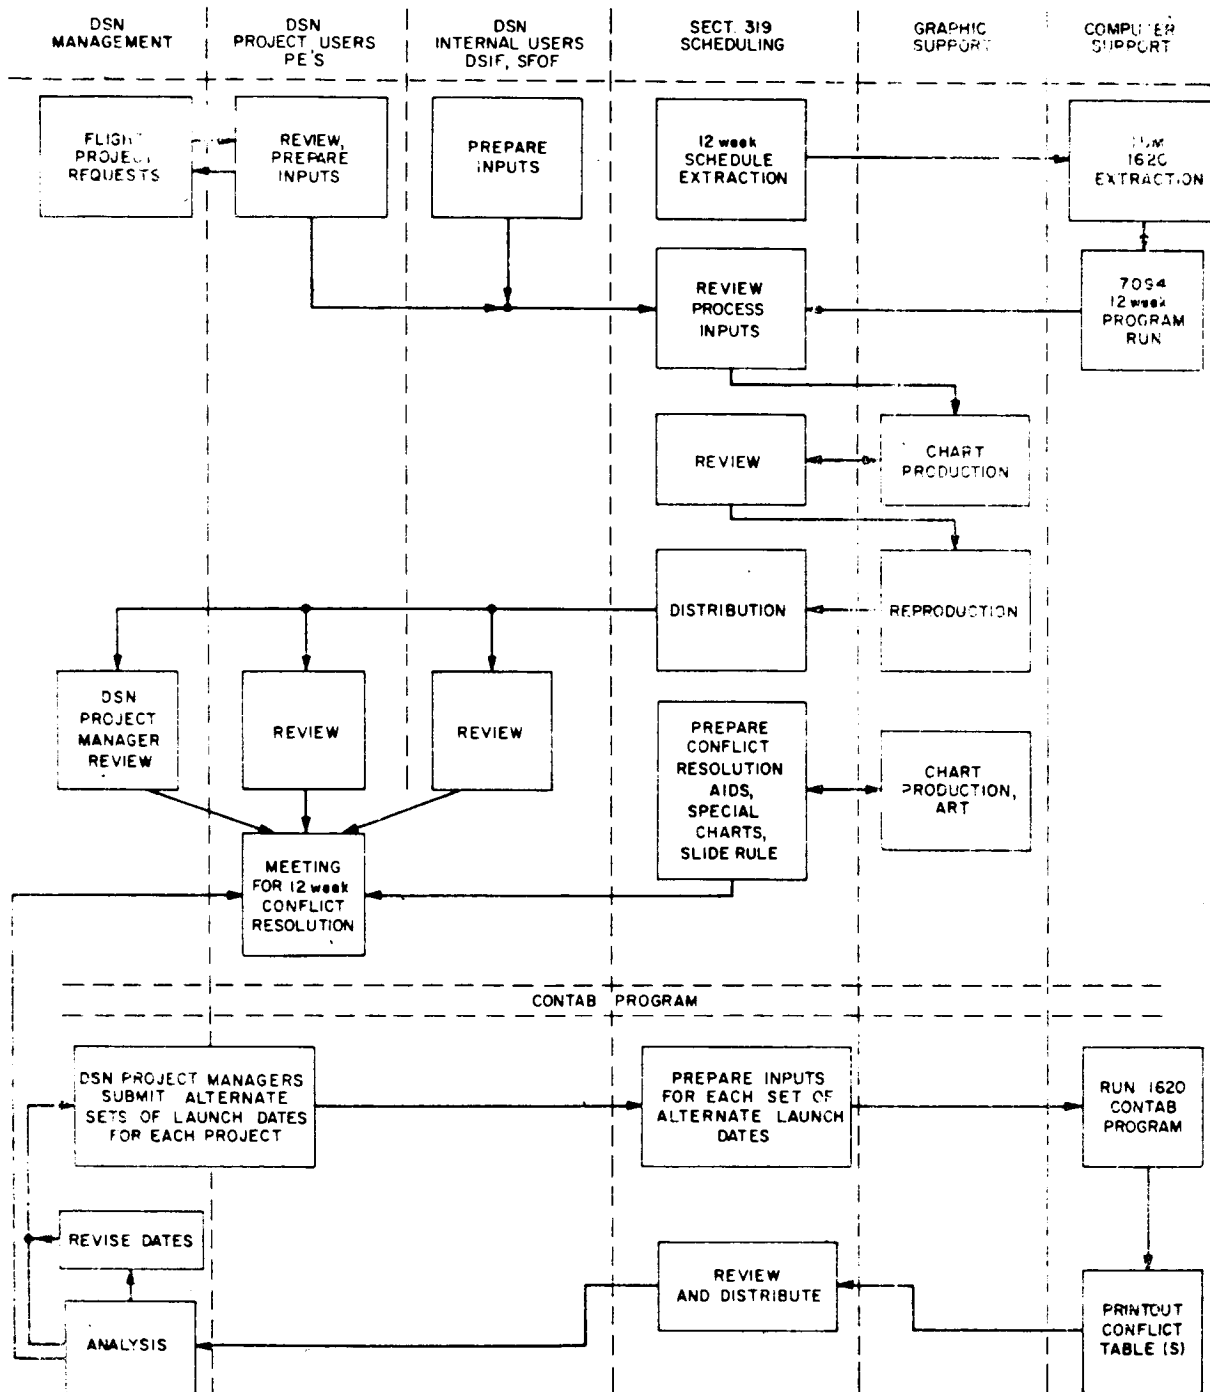 DSN
MANAGEMENT
DSN
PROJECT USERS
PE'S
DSN
INTERNAL USERS
DSIF, SFOF
SECT. 319
SCHEDULING
GRAPHIC
SUPPORT
COMPUTER
SUPPORT
FLIGHT
PROJECT
REQUESTS
REVIEW,
PREPARE
INPUTS
PREPARE
INPUTS
12 week
SCHEDULE
EXTRACTION
1620
EXTRACTION
REVIEW
PROCESS
INPUTS
7094
12 week
PROGRAM
RUN
REVIEW
CHART
PRODUCTION
DISTRIBUTION
REPRODUCTION
DSN
PROJECT
MANAGER
REVIEW
REVIEW
REVIEW
PREPARE
CONFLICT
RESOLUTION
AIDS,
SPECIAL
CHARTS,
SLIDE RULE
CHART
PRODUCTION,
ART
MEETING
FOR 12 week
CONFLICT
RESOLUTION
CONTAB PROGRAM
DSN PROJECT MANAGERS
SUBMIT ALTERNATE
SETS OF LAUNCH DATES
FOR EACH PROJECT
PREPARE INPUTS
FOR EACH SET OF
ALTERNATE LAUNCH
DATES
RUN 1620
CONTAB
PROGRAM
REVISE DATES
REVIEW
AND DISTRIBUTE
ANALYSIS
PRINTOUT
CONFLICT
TABLE (S)